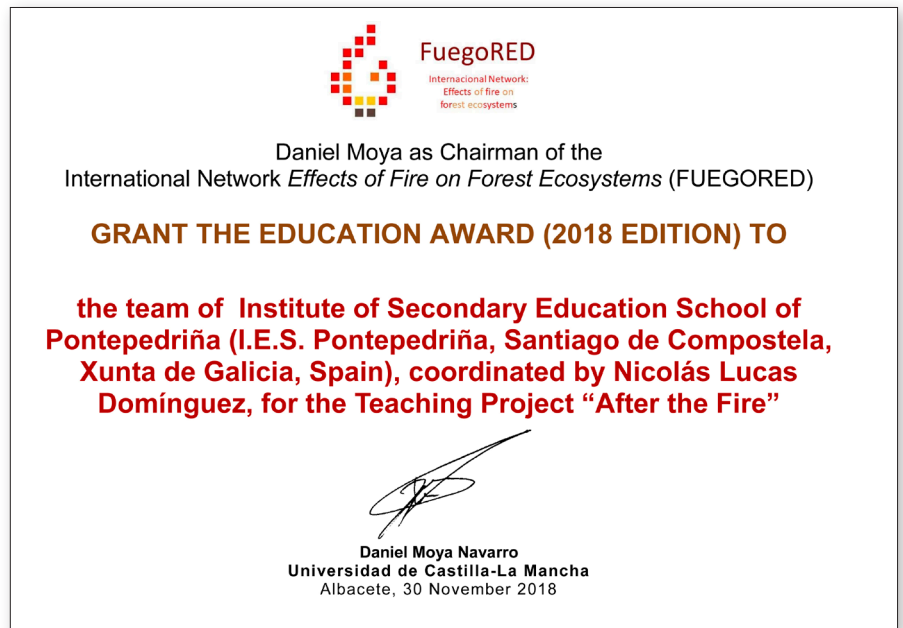 FuegoRED
Internacional Network:
Effects of fire on
forest ecosystems
Daniel Moya as Chairman of the
International Network Effects of Fire on Forest Ecosystems (FUEGORED)
GRANT THE EDUCATION AWARD (2018 EDITION) TO
the team of Institute of Secondary Education School of
Pontepedriña (I.E.S. Pontepedriña, Santiago de Compostela,
Xunta de Galicia, Spain), coordinated by Nicolás Lucas
Domínguez, for the Teaching Project “After the Fire”
Daniel Moya Navarro
Universidad de Castilla-La Mancha
Albacete, 30 November 2018